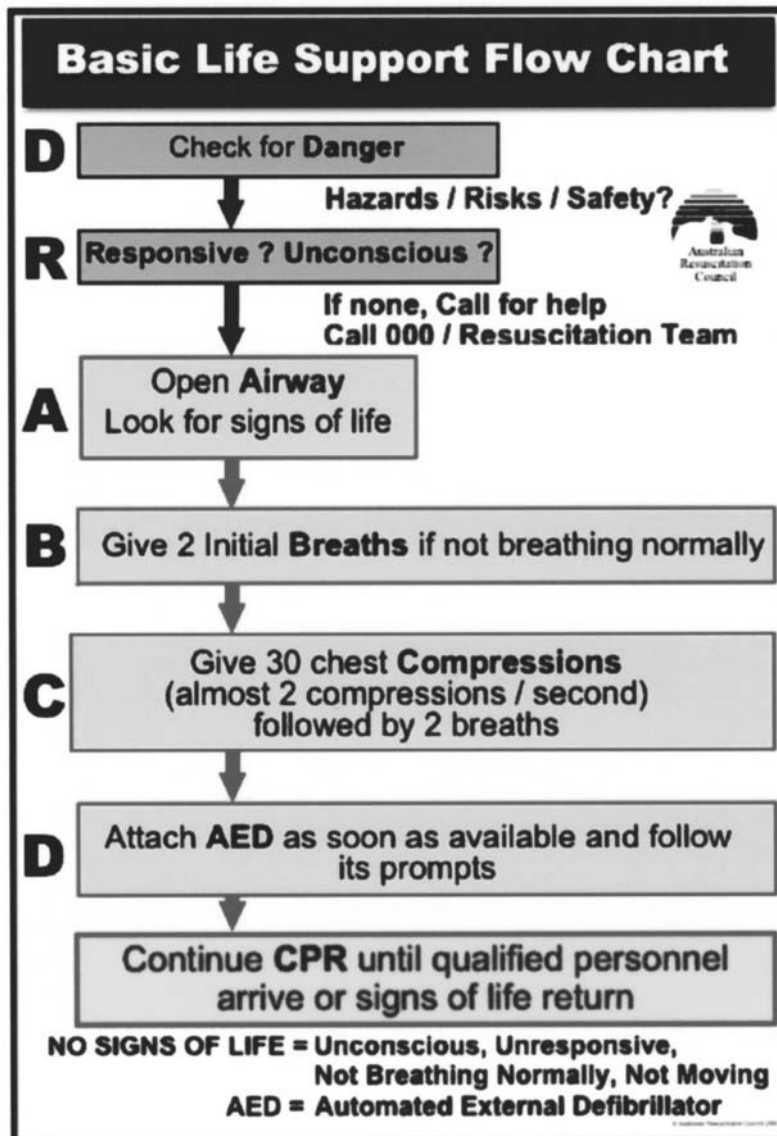 Basic Life Support Flow Chart
D
Check for Danger
Hazards / Risks / Safety?
R
Responsive ? Unconscious ?
Australian
Resuscitation
Council
If none, Call for help
Call 000 / Resuscitation Team
A
Open Airway
Look for signs of life
B
Give 2 Initial Breaths if not breathing normally
C
Give 30 chest Compressions
(almost 2 compressions / second)
followed by 2 breaths
D
Attach AED as soon as available and follow
its prompts
Continue CPR until qualified personnel
arrive or signs of life return
NO SIGNS OF LIFE = Unconscious, Unresponsive,
Not Breathing Normally, Not Moving
AED = Automated External Defibrillator
© Australian Resuscitation Council